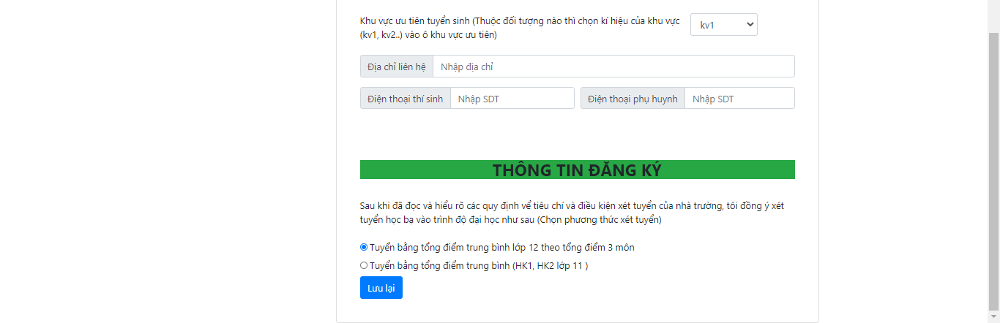 Khu vực ưu tiên tuyển sinh (Thuộc đối tượng nào thì chọn kí hiệu của khu vực
(kv1, kv2..) vào ô khu vực ưu tiên)
kv1
Địa chỉ liên hệ Nhập địa chỉ
Điện thoại thí sinh Nhập SDT Điện thoại phụ huynh Nhập SDT
THÔNG TIN ĐĂNG KÝ
Sau khi đã đọc và hiểu rõ các quy định về tiêu chí và điều kiện xét tuyển của nhà trường, tôi đồng ý xét
tuyển học bạ vào trình độ đại học như sau (Chọn phương thức xét tuyển)
Tuyển bằng tổng điểm trung bình lớp 12 theo tổng điểm 3 môn
Tuyển bằng tổng điểm trung bình (HK1, HK2 lớp 11 )
Lưu lại